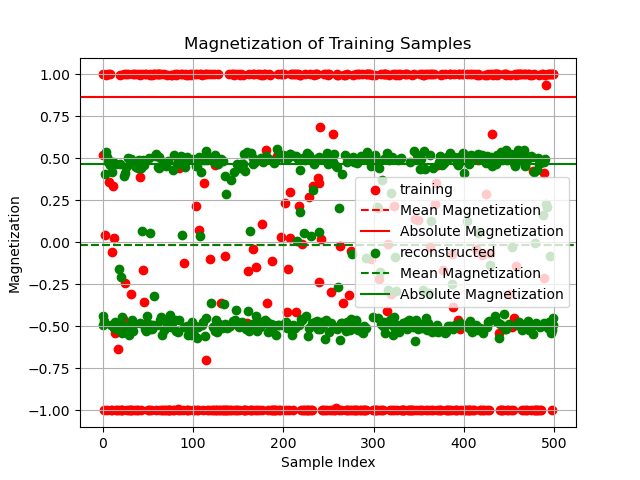 Magnetization of Training Samples
1.00
0.75
0.50
0.25
0.00
−0.25
−0.50
−0.75
−1.00
Magnetization
training
Mean Magnetization
Absolute Magnetization
reconstructed
Mean Magnetization
Absolute Magnetization
0 100 200 300 400 500
Sample Index